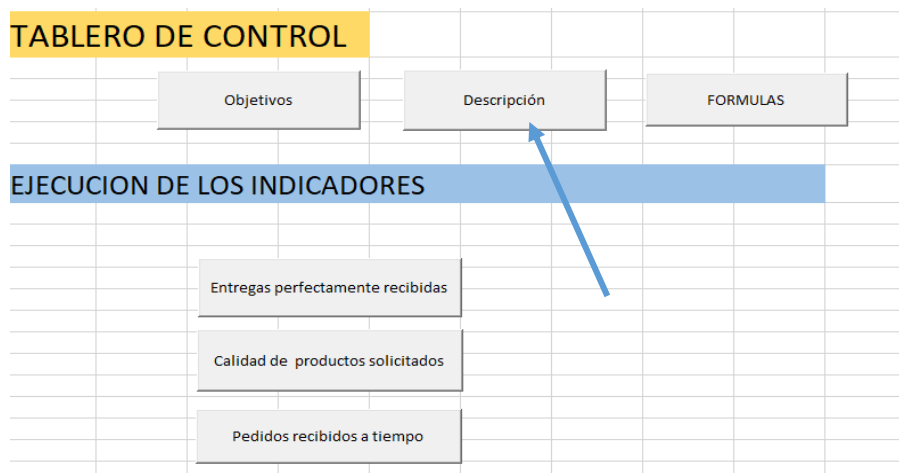 TABLERO DE CONTROL
Objetivos
Descripción
FORMULAS
EJECUCION DE LOS INDICADORES
Entregas perfectamente recibidas
Calidad de productos solicitados
Pedidos recibidos a tiempo